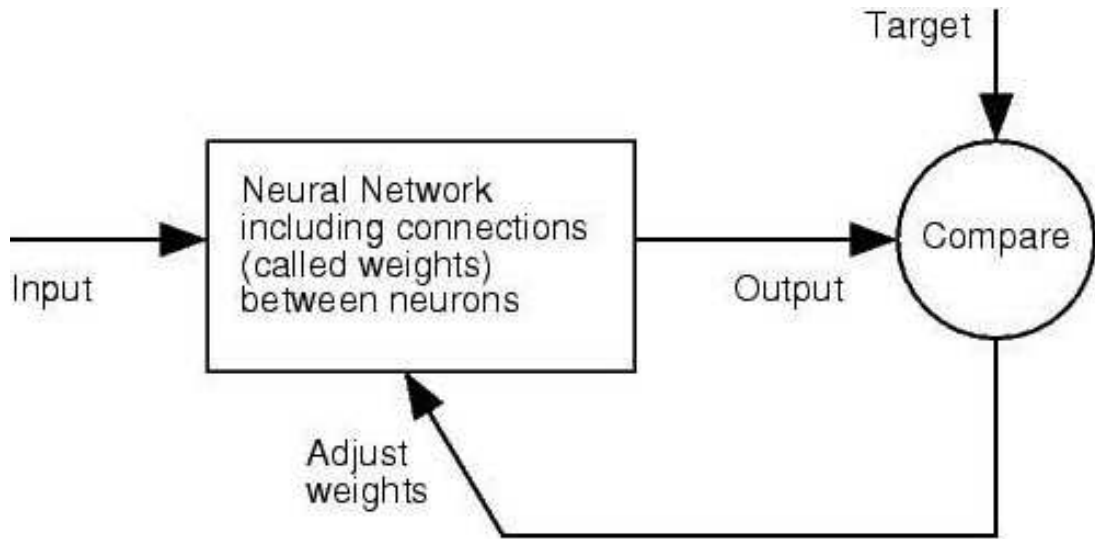 Target
Neural Network
including connections
(called weights)
between neurons
Compare
Input
Output
Adjust
weights